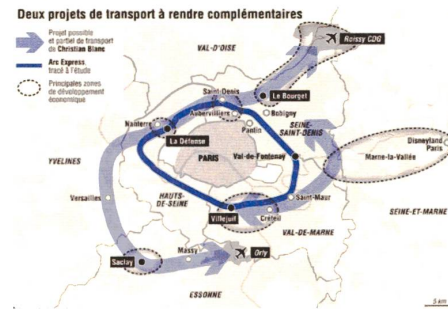 Deux projets de transport à rendre complémentaires
Projet possible
et partiel de transport
de Christian Blanc
Arc Express
tracé à l'étude
Principales zones
de développement
économique
VAL-D'OISE
Roissy CDG
Saint-Denis
Le Bourget
Aubervilliers
Bobigny
Nanterre
Pantin
SEINE-
SAINT-DENIS
La Défense
Disneyland
Paris
PARIS
Val-de-Fontenay
Marne-la-Vallée
YVELINES
HAUTS-
DE-SEINE
Versailles
Saint-Maur
Villejuif
Créteil
SEINE-ET-MARNE
VAL-DE-MARNE
Massy
Orly
Saclay
ESSONNE
5 km